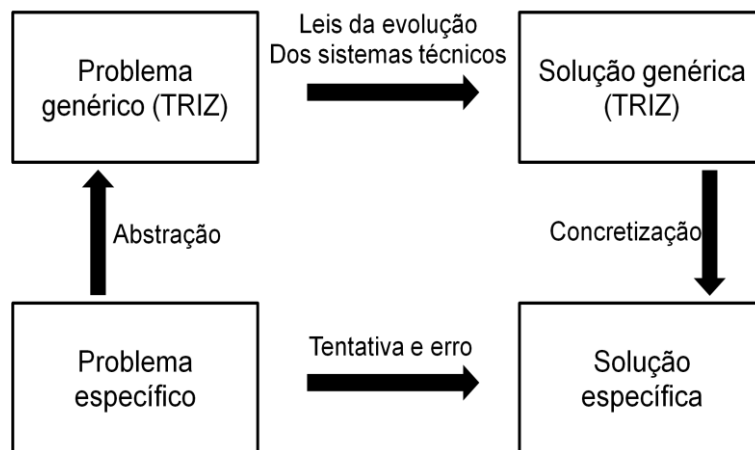 Leis da evolução
Dos sistemas técnicos
Problema
genérico (TRIZ)
Solução genérica
(TRIZ)
Abstração
Concretização
Problema
específico
Tentativa e erro
Solução
específica